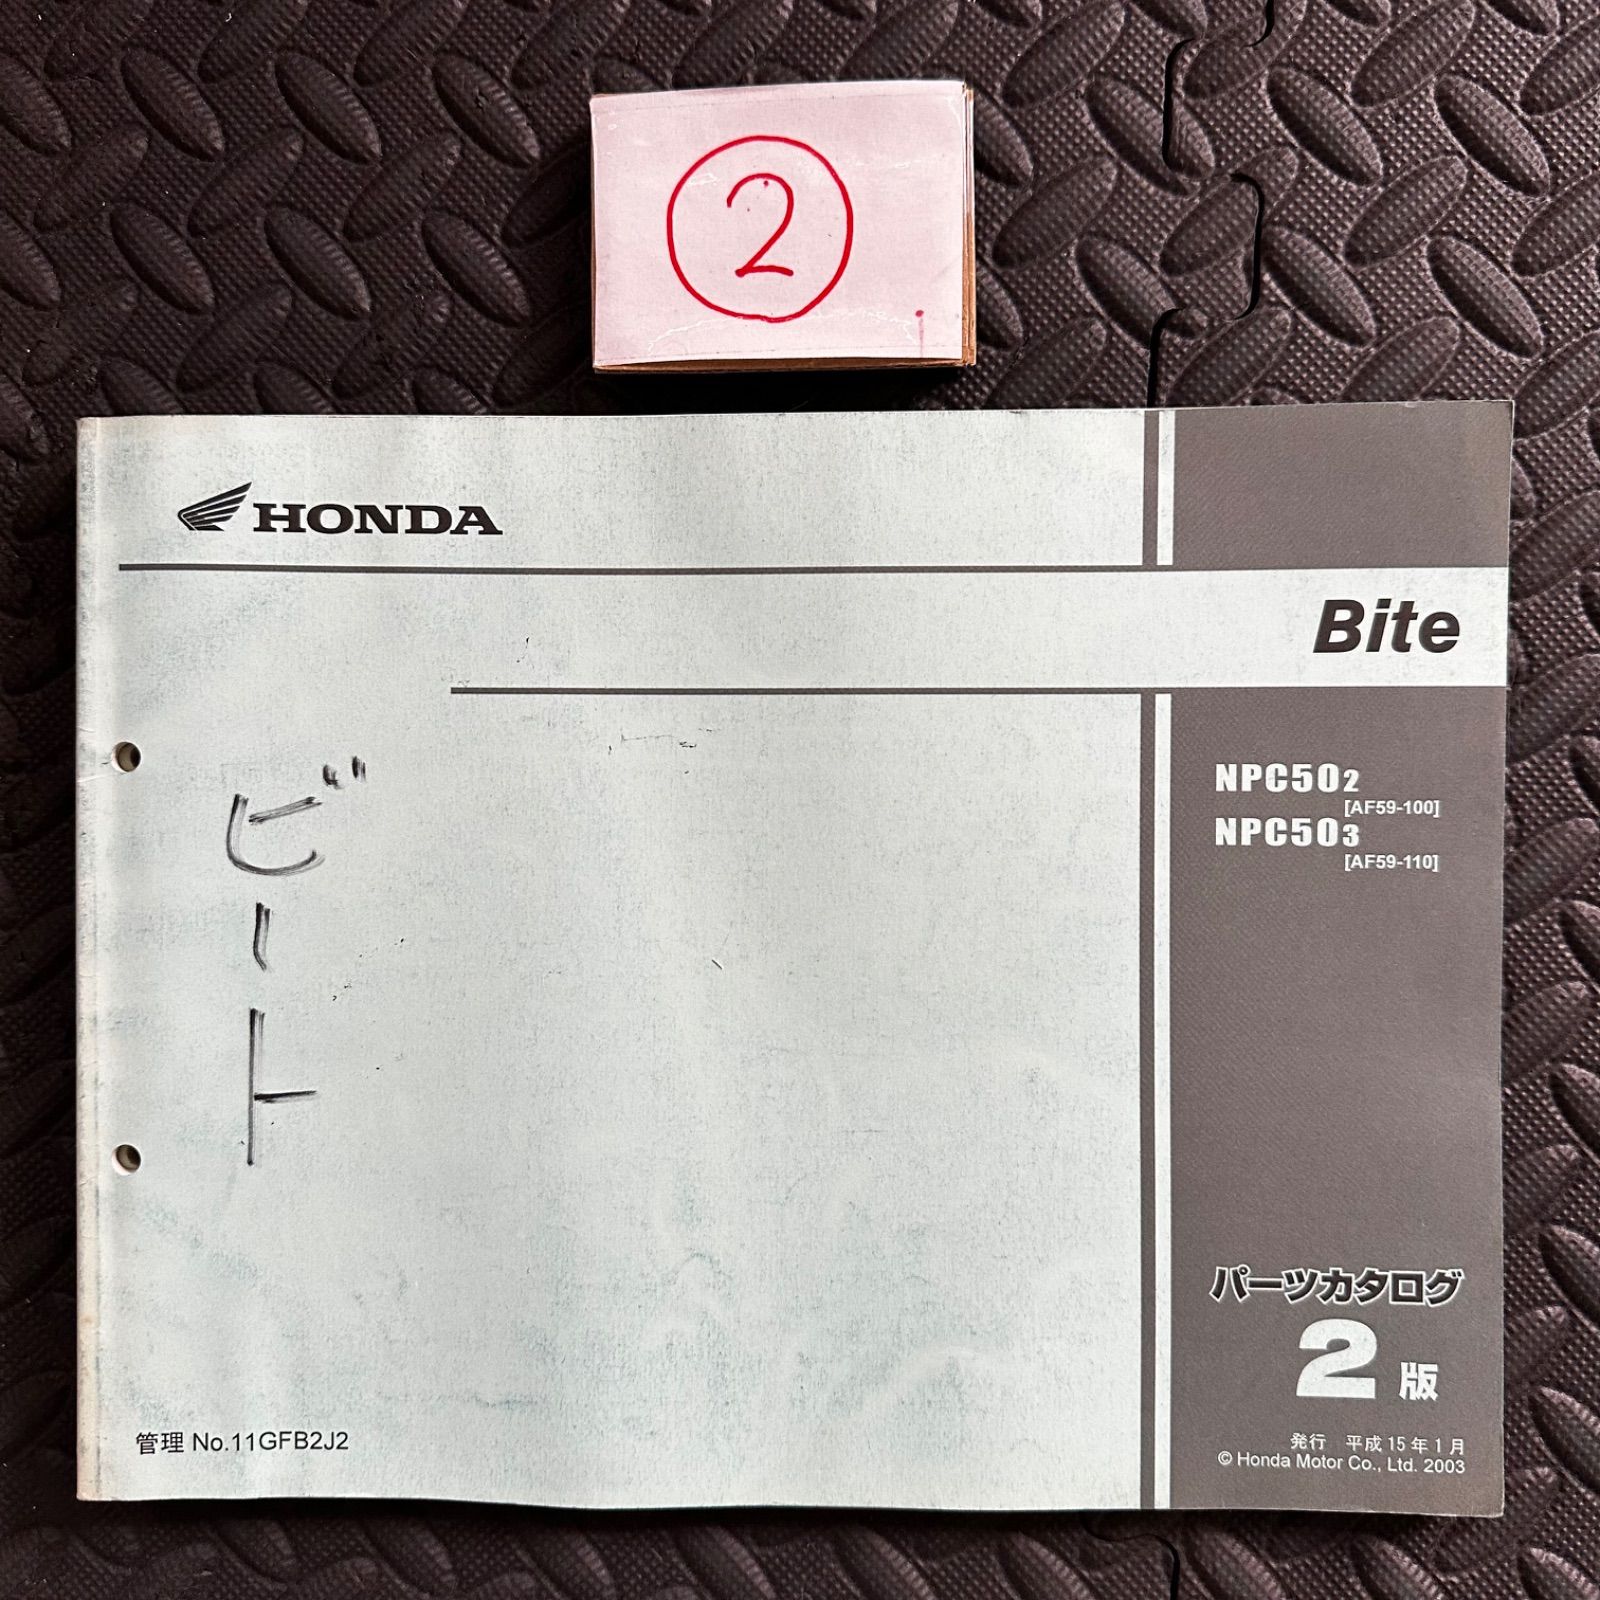 2
HONDA
Bite
NPC502
[AF59-100]
NPC503
[AF59-110]
ビート
パーツカタログ
2版
管理 No.11GFB2J2
発行 平成15年1月
© Honda Motor Co., Ltd. 2003